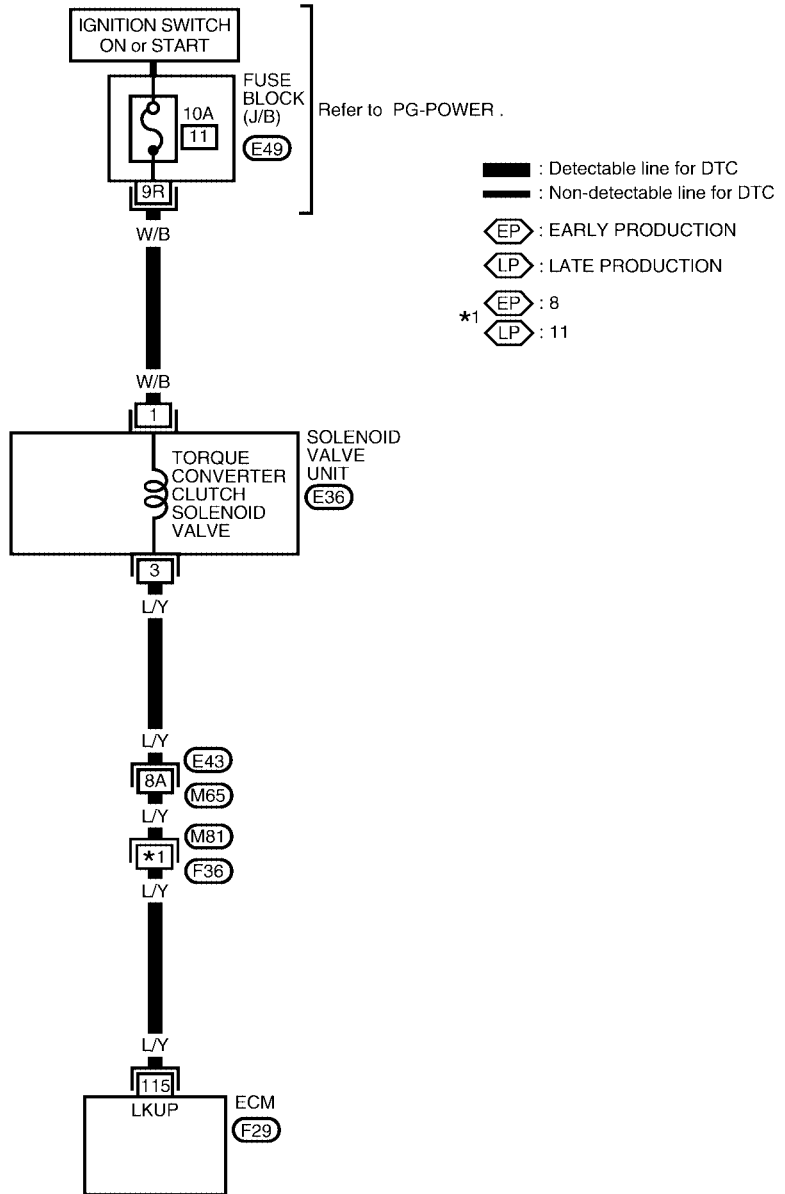 IGNITION SWITCH
ON or START
FUSE
BLOCK
(J/B)
Refer to PG-POWER .
10A
11
E49
9R
W/B
: Detectable line for DTC
: Non-detectable line for DTC
EP : EARLY PRODUCTION
LP : LATE PRODUCTION
*1
EP : 8
LP : 11
W/B
1
TORQUE
CONVERTER
CLUTCH
SOLENOID
VALVE
SOLENOID
VALVE
UNIT
E36
3
L/Y
L/Y
E43
8A
M65
L/Y
M81
*1
F36
L/Y
L/Y
115
LKUP
ECM
F29